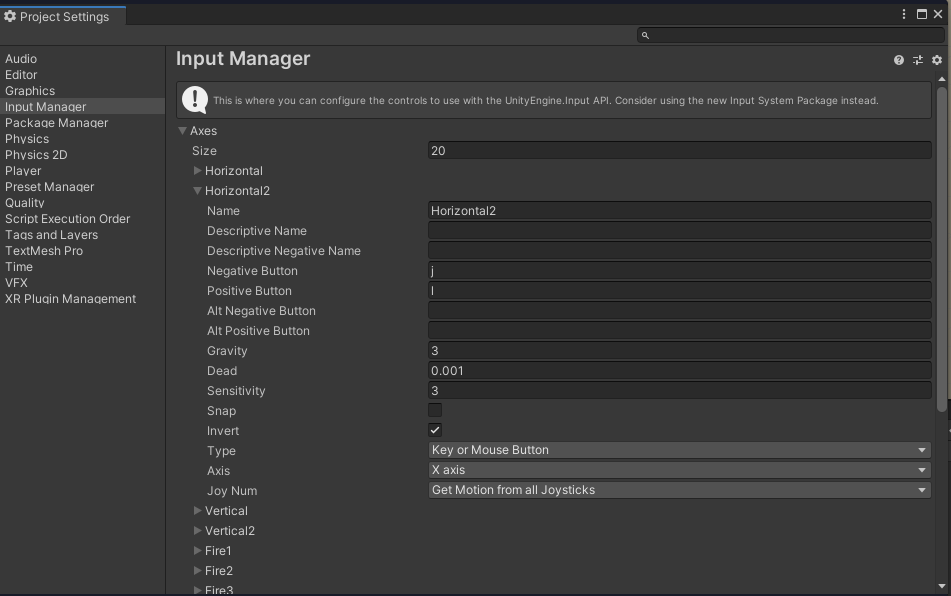 Project Settings
Audio
Editor
Graphics
Input Manager
Package Manager
Physics
Physics 2D
Player
Preset Manager
Quality
Script Execution Order
Tags and Layers
TextMesh Pro
Time
VFX
XR Plugin Management
Input Manager
This is where you can configure the controls to use with the UnityEngine.Input API. Consider using the new Input System Package instead.
Axes
Size 20
Horizontal
Horizontal2
Name Horizontal2
Descriptive Name
Descriptive Negative Name
Negative Button j
Positive Button l
Alt Negative Button
Alt Positive Button
Gravity 3
Dead 0.001
Sensitivity 3
Snap
Invert
Type Key or Mouse Button
Axis X axis
Joy Num Get Motion from all Joysticks
Vertical
Vertical2
Fire1
Fire2
Fire3